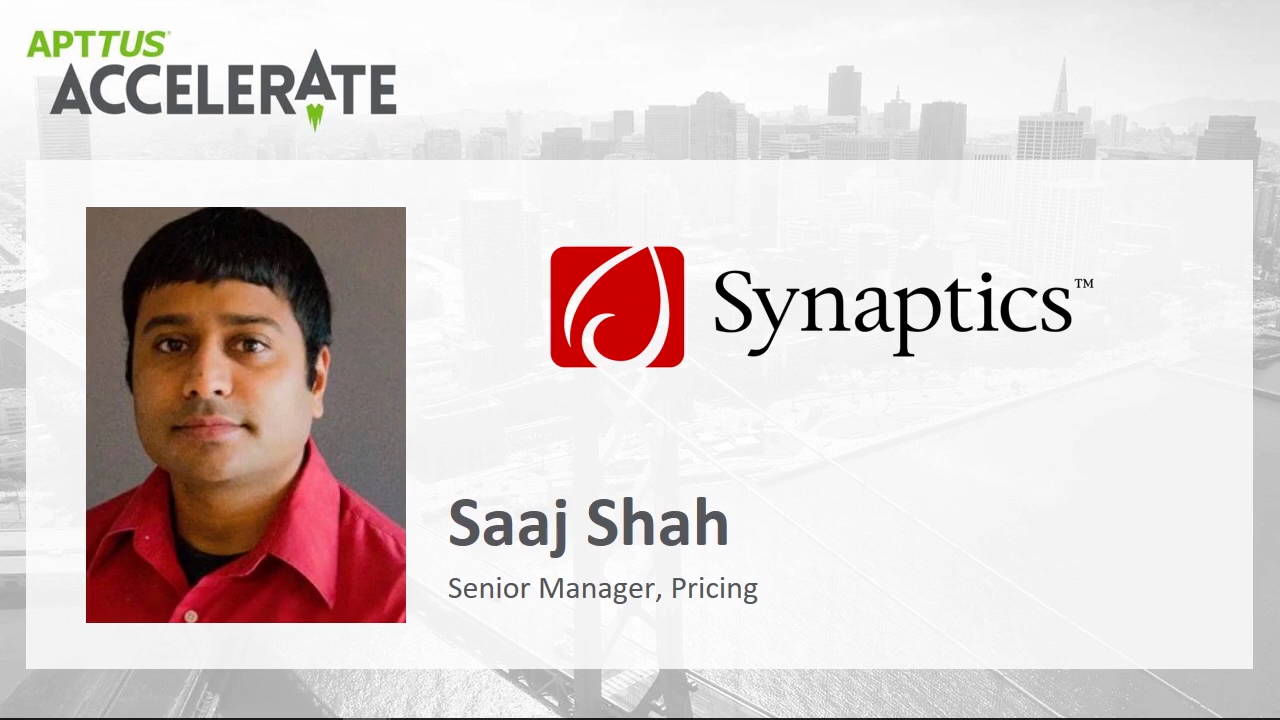 APTTUS®
ACCELERATE
Synaptics™
Saaj Shah
Senior Manager, Pricing